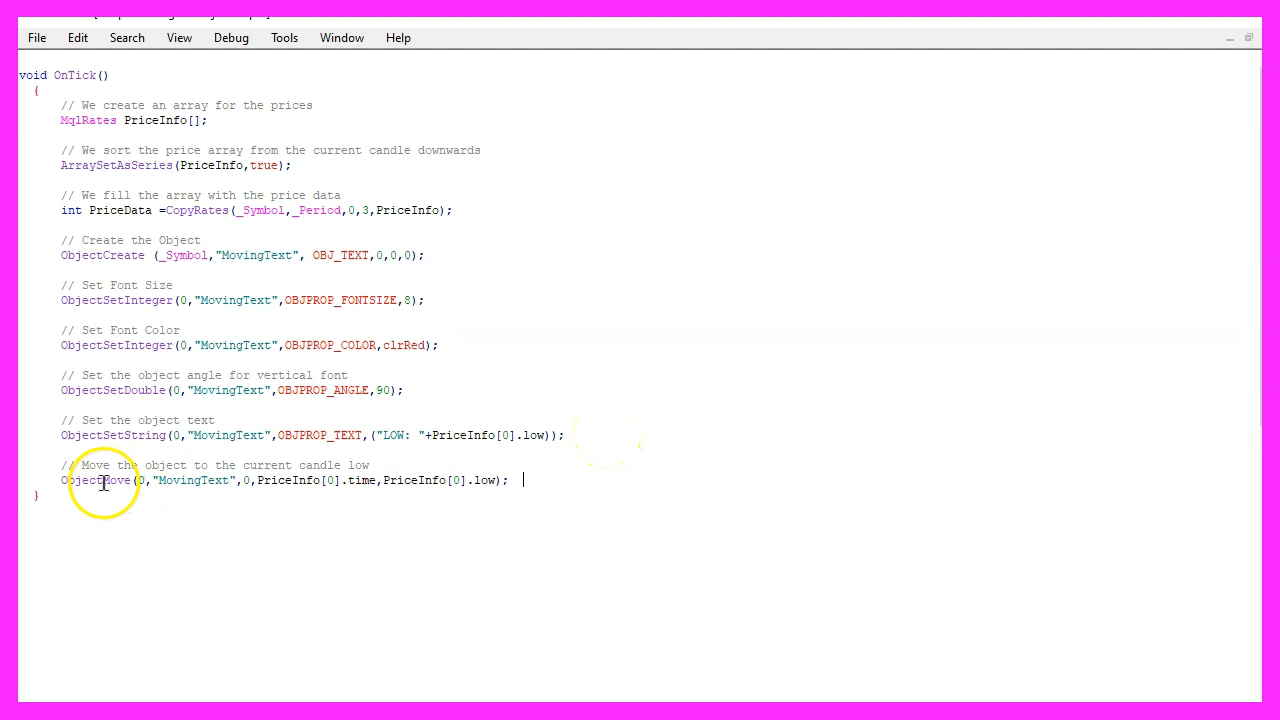 File Edit Search View Debug Tools Window Help
void OnTick()
{
// We create an array for the prices
MqlRates PriceInfo[];
// We sort the price array from the current candle downwards
ArraySetAsSeries(PriceInfo,true);
// We fill the array with the price data
int PriceData =CopyRates(_Symbol,_Period,0,3,PriceInfo);
// Create the Object
ObjectCreate (_Symbol,"MovingText", OBJ_TEXT,0,0,0);
// Set Font Size
ObjectSetInteger(0,"MovingText",OBJPROP_FONTSIZE,8);
// Set Font Color
ObjectSetInteger(0,"MovingText",OBJPROP_COLOR,clrRed);
// Set the object angle for vertical font
ObjectSetDouble(0,"MovingText",OBJPROP_ANGLE,90);
// Set the object text
ObjectSetString(0,"MovingText",OBJPROP_TEXT,("LOW: "+PriceInfo[0].low));
// Move the object to the current candle low
ObjectMove(0,"MovingText",0,PriceInfo[0].time,PriceInfo[0].low);
}